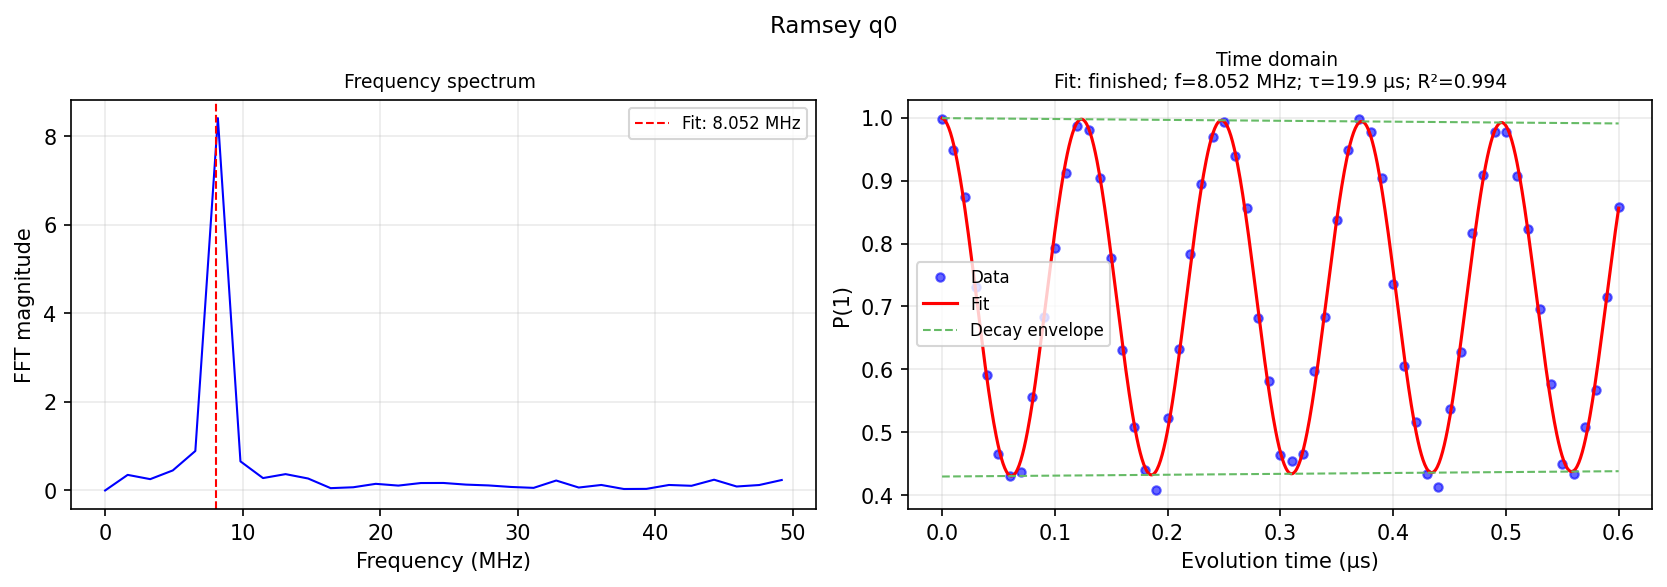 Ramsey q0
Frequency spectrum
Fit: 8.052 MHz
FFT magnitude
8
6
4
2
0
0 10 20 30 40 50
Frequency (MHz)
Time domain
Fit: finished; f=8.052 MHz; τ=19.9 μs; R²=0.994
P(1)
1.0
0.9
0.8
0.7
0.6
0.5
0.4
Data
Fit
Decay envelope
0.0 0.1 0.2 0.3 0.4 0.5 0.6
Evolution time (μs)